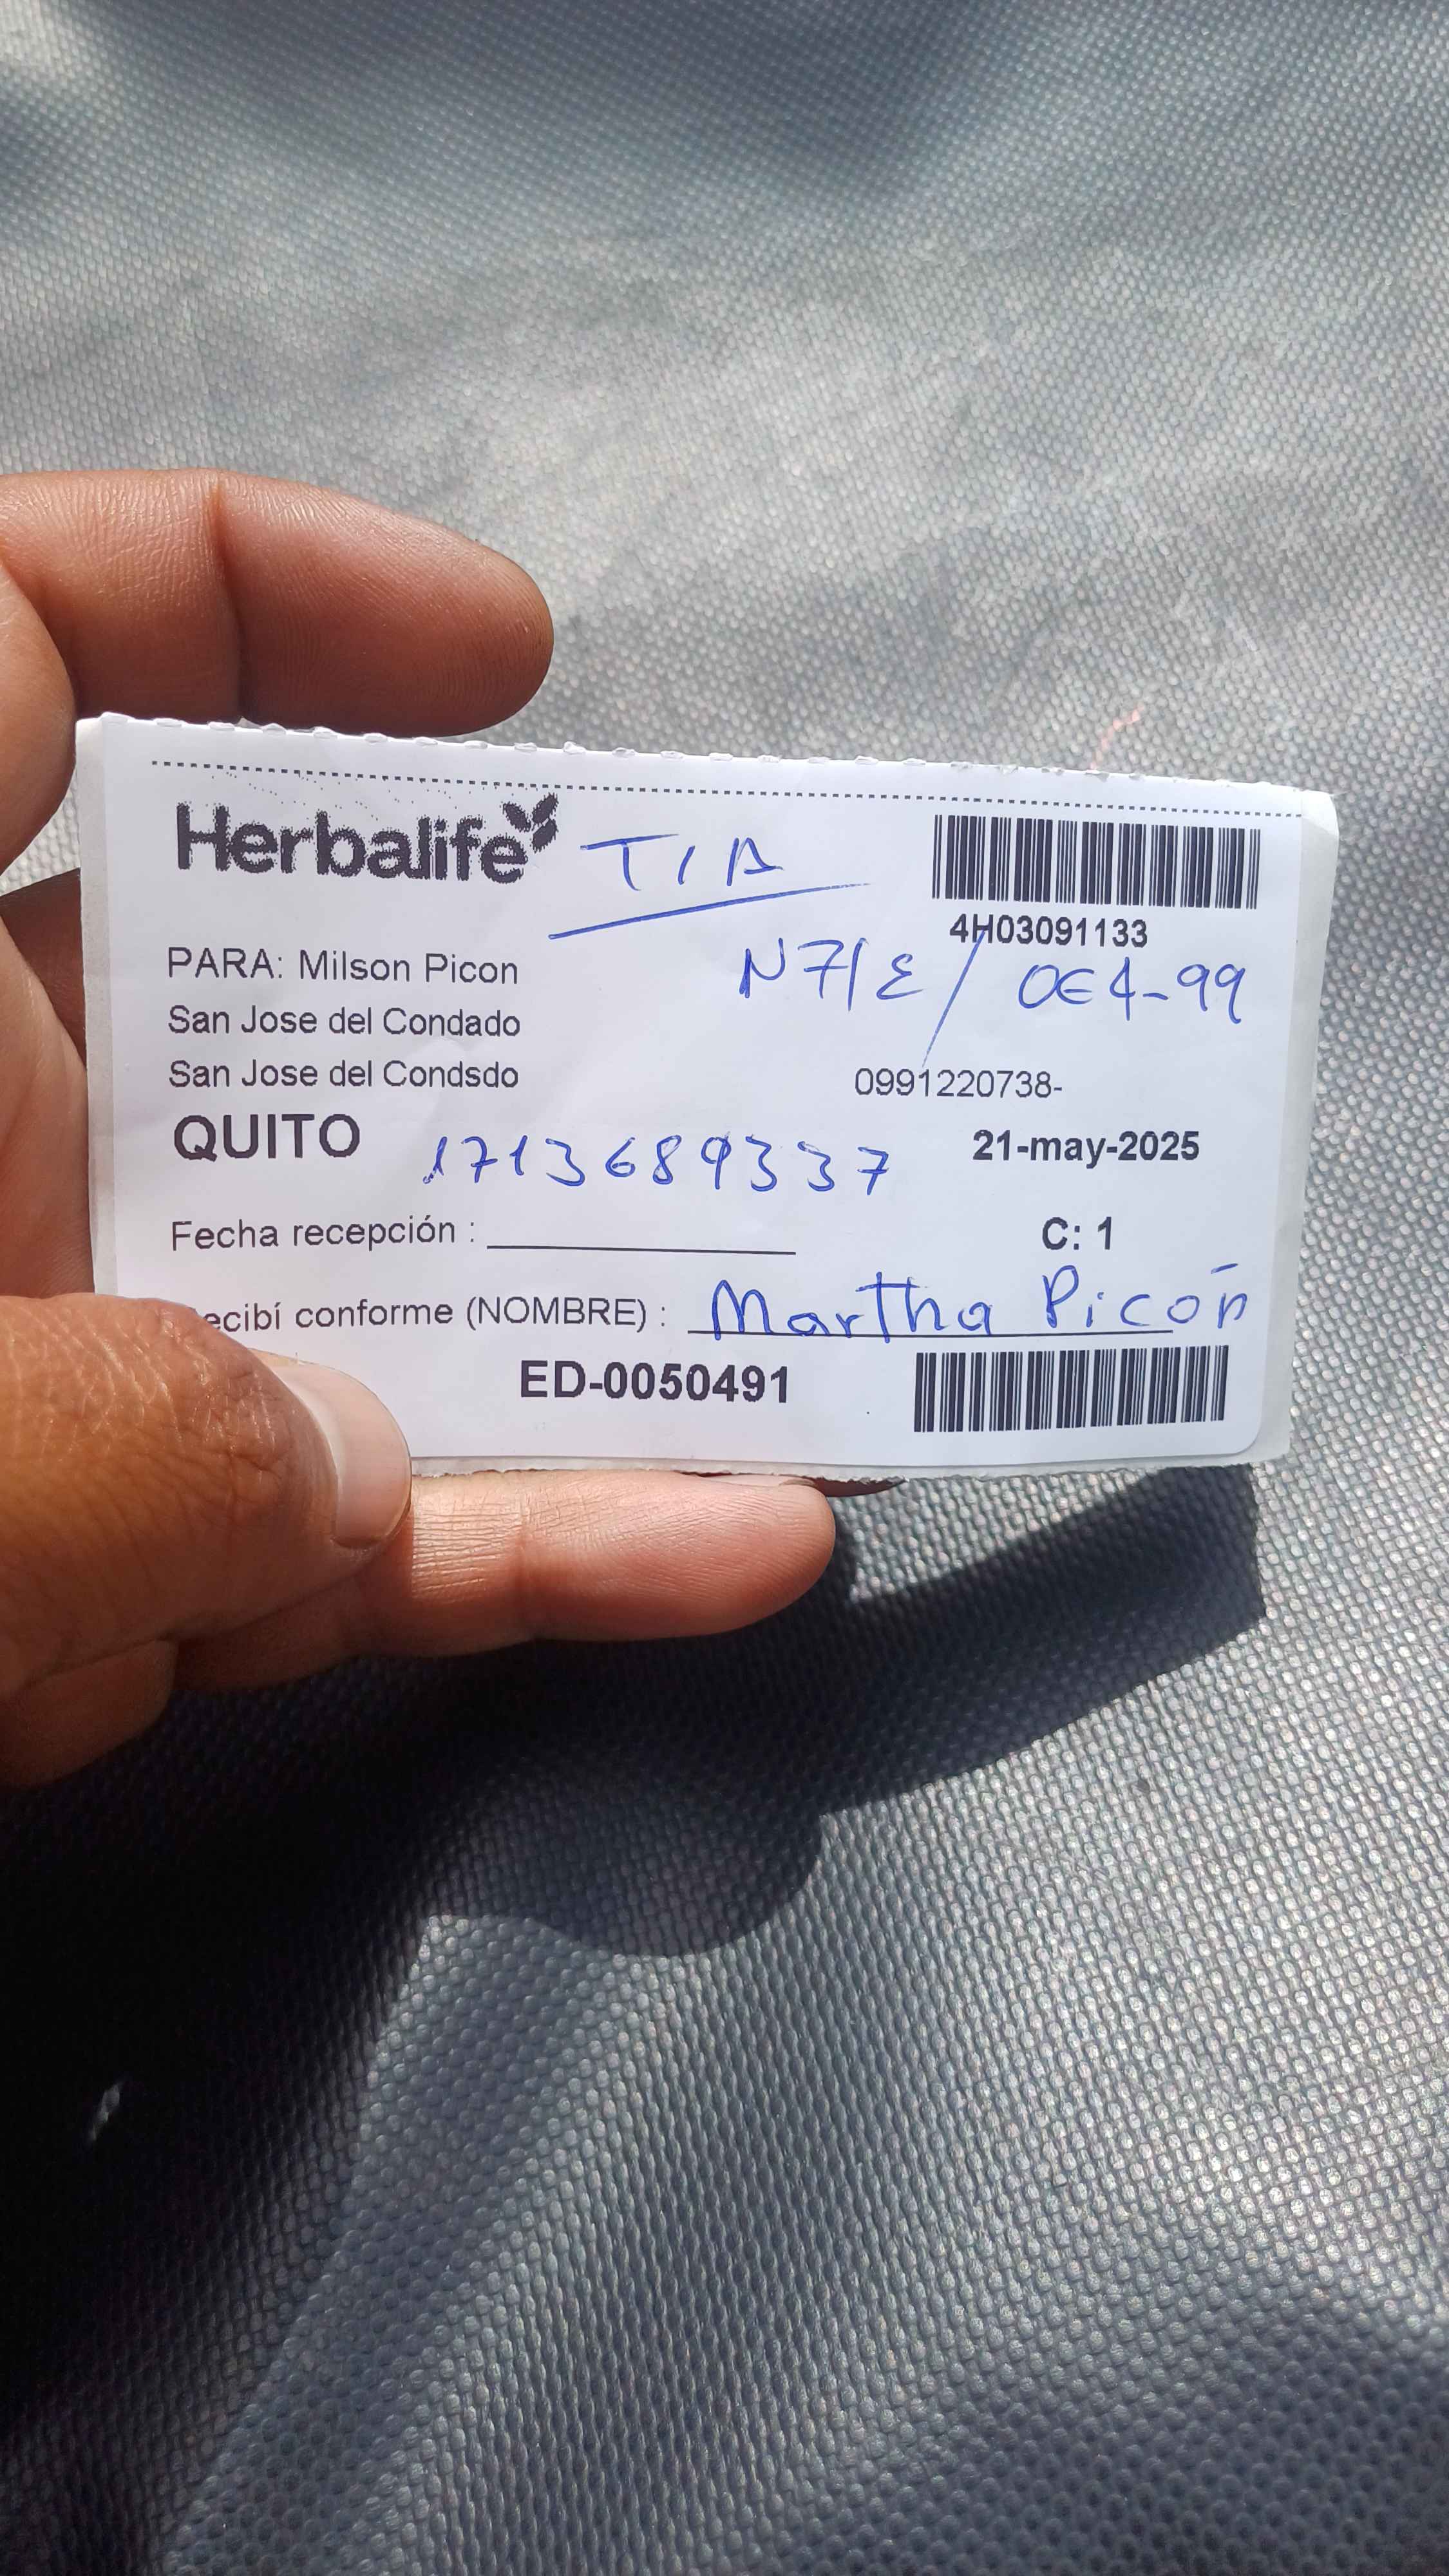 Herbalife TIA
4H03091133
PARA: Milson Picon N71E / OE4-99
San Jose del Condado
San Jose del Condsdo 0991220738-
QUITO 1713689337 21-may-2025
Fecha recepción : C: 1
ecibí conforme (NOMBRE) : Martha Picón
ED-0050491